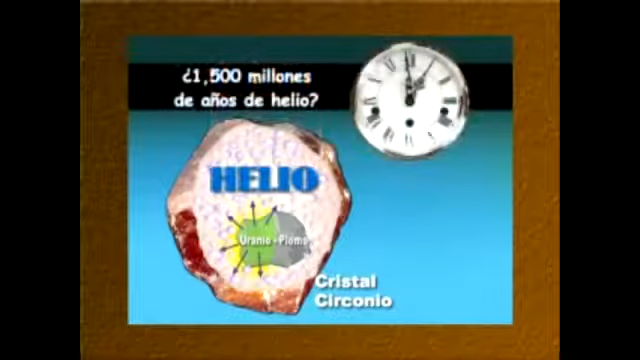 ¿1,500 millones
de años de helio?
HELIO
Uranio - Plomo
Cristal
Circonio